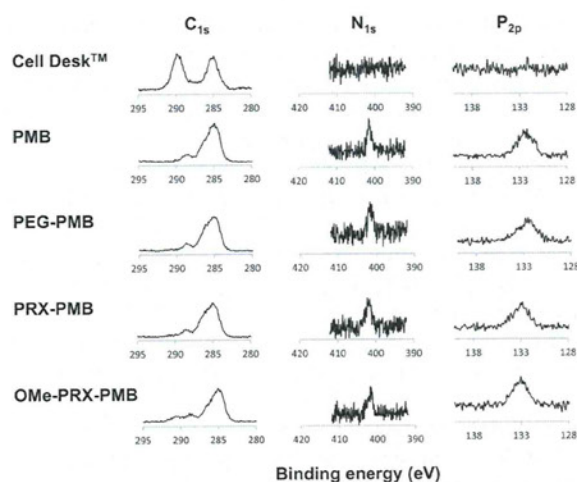 C1s N1s P2p
Cell Desk™
295 290 285 280 420 410 400 390 138 133 128
PMB
295 290 285 280 420 410 400 390 138 133 128
PEG-PMB
295 290 285 280 420 410 400 390 138 133 128
PRX-PMB
295 290 285 280 420 410 400 390 138 133 128
OMe-PRX-PMB
295 290 285 280 420 410 400 390 138 133 128
Binding energy (eV)